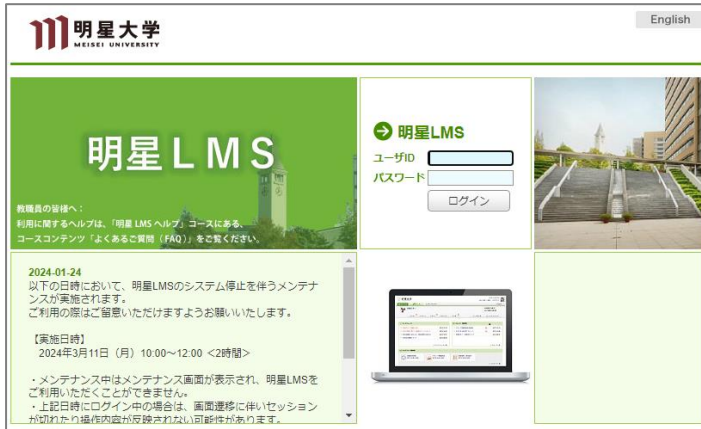 明星大学
MEISEI UNIVERSITY
English
明星LMS
教職員の皆様へ：
利用に関するヘルプは、「明星 LMS ヘルプ」コースにある、
コースコンテンツ「よくあるご質問（FAQ）」をご覧ください。
明星LMS
ユーザID
パスワード
ログイン
2024-01-24
以下の日時において、明星LMSのシステム停止を伴うメンテナ
ンスが実施されます。
ご利用の際はご留意いただけますようお願いいたします。
【実施日時】
2024年3月11日（月）10:00～12:00 <2時間>
・メンテナンス中はメンテナンス画面が表示され、明星LMSを
ご利用いただくことができません。
・上記日時にログイン中の場合は、画面遷移に伴いセッション
が切れたり操作内容が反映されない可能性があります。